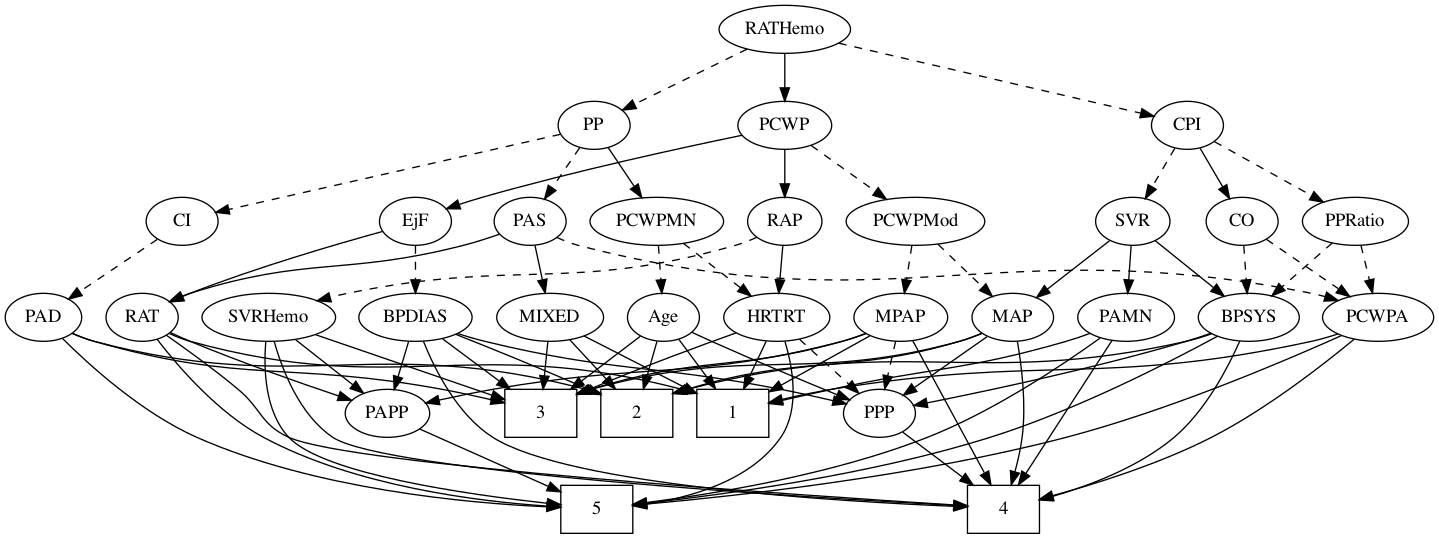 RATHemo
PP
PCWP
CPI
CI
EjF
PAS
PCWPMN
RAP
PCWPMod
SVR
CO
PPRatio
PAD
RAT
SVRHemo
BPDIAS
MIXED
Age
HRTRT
MPAP
MAP
PAMN
BPSYS
PCWPA
PAPP
3
2
1
PPP
5
4